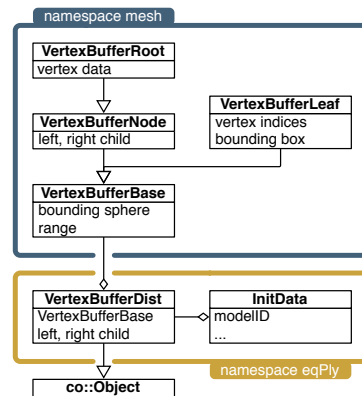 namespace mesh
VertexBufferRoot
vertex data
VertexBufferNode
left, right child
VertexBufferLeaf
vertex indices
bounding box
VertexBufferBase
bounding sphere
range
VertexBufferDist
VertexBufferBase
left, right child
InitData
modelID
...
namespace eqPly
co::Object